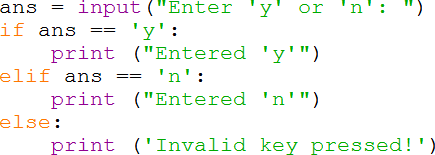 ans = input("Enter 'y' or 'n': ")
if ans == 'y':
    print ("Entered 'y'")
elif ans == 'n':
    print ("Entered 'n'")
else:
    print ('Invalid key pressed!')